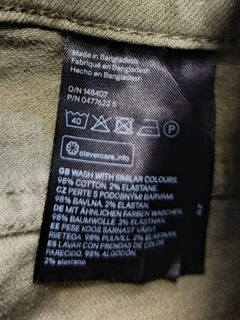 Made in Bangladesh
Fabriqué en Bangladesh
Hecho en Bangladesh
O/N 148407
P/N 0477622 S
40
P
clevercare.info
GB WASH WITH SIMILAR COLOURS.
98% COTTON. 2% ELASTANE.
CZ PERTE S PODOBNÝMI BARVAMI.
98% BAVLNA. 2% ELASTAN.
DE MIT ÄHNLICHEN FARBEN WASCHEN.
98% BAUMWOLLE. 2% ELASTAN.
EE PESE KOOS SARNAST VÄRVI
RIIETEGA. 98% PUUVILL. 2% ELASTAAN.
ES LAVAR CON PRENDAS DE COLOR
PARECIDO. 98% ALGODÓN.
2% elastano.